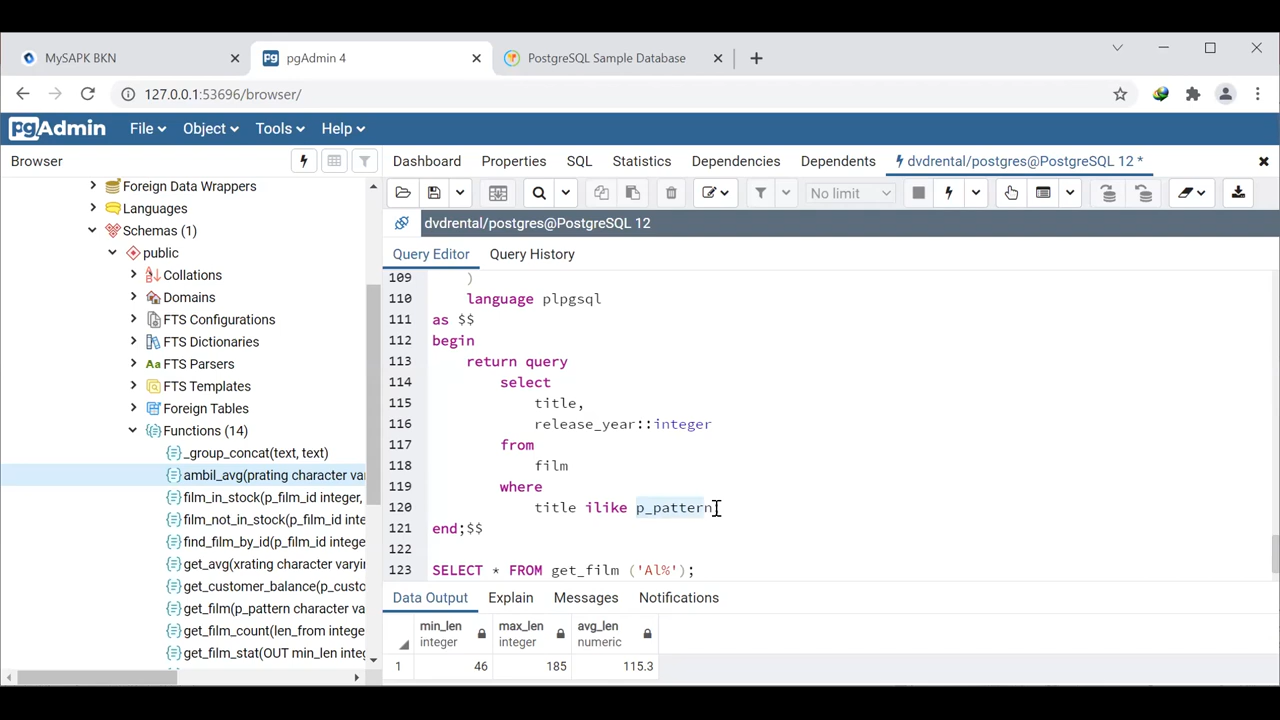 MySAPK BKN
pgAdmin 4
PostgreSQL Sample Database
127.0.0.1:53696/browser/
pgAdmin
File
Object
Tools
Help
Browser
Dashboard
Properties
SQL
Statistics
Dependencies
Dependents
dvdrental/postgres@PostgreSQL 12 *
No limit
dvdrental/postgres@PostgreSQL 12
Query Editor
Query History
Foreign Data Wrappers
Languages
Schemas (1)
public
Collations
Domains
FTS Configurations
FTS Dictionaries
Aa FTS Parsers
FTS Templates
Foreign Tables
Functions (14)
_group_concat(text, text)
ambil_avg(prating character va
film_in_stock(p_film_id integer,
film_not_in_stock(p_film_id inte
find_film_by_id(p_film_id intege
get_avg(xrating character varyin
get_customer_balance(p_custo
get_film(p_pattern character va
get_film_count(len_from intege
get_film_stat(OUT min_len integ
109 )
110 language plpgsql
111 as $$
112 begin
113 return query
114 select
115 title,
116 release_year::integer
117 from
118 film
119 where
120 title ilike p_pattern
121 end;$$
122
123 SELECT * FROM get_film ('Al%');
Data Output
Explain
Messages
Notifications
min_len
integer
max_len
integer
avg_len
numeric
1 46 185 115.3